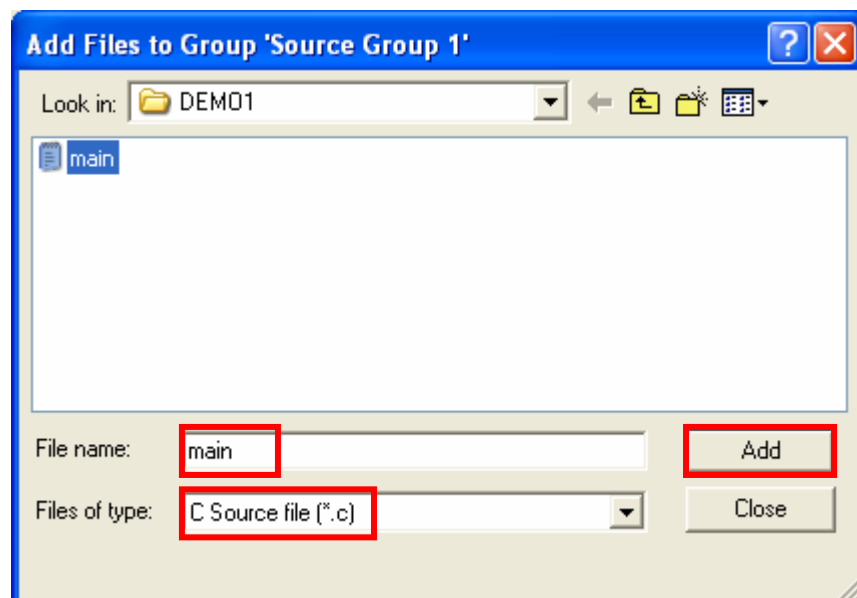 Add Files to Group 'Source Group 1'
Look in: DEMO1
main
File name: main Add
Files of type: C Source file (*.c) Close